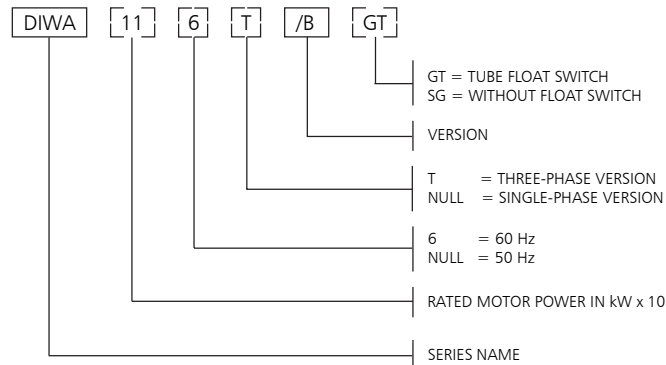 DIWA 11 6 T /B GT
GT = TUBE FLOAT SWITCH
SG = WITHOUT FLOAT SWITCH
VERSION
T = THREE-PHASE VERSION
NULL = SINGLE-PHASE VERSION
6 = 60 Hz
NULL = 50 Hz
RATED MOTOR POWER IN kW x 10
SERIES NAME